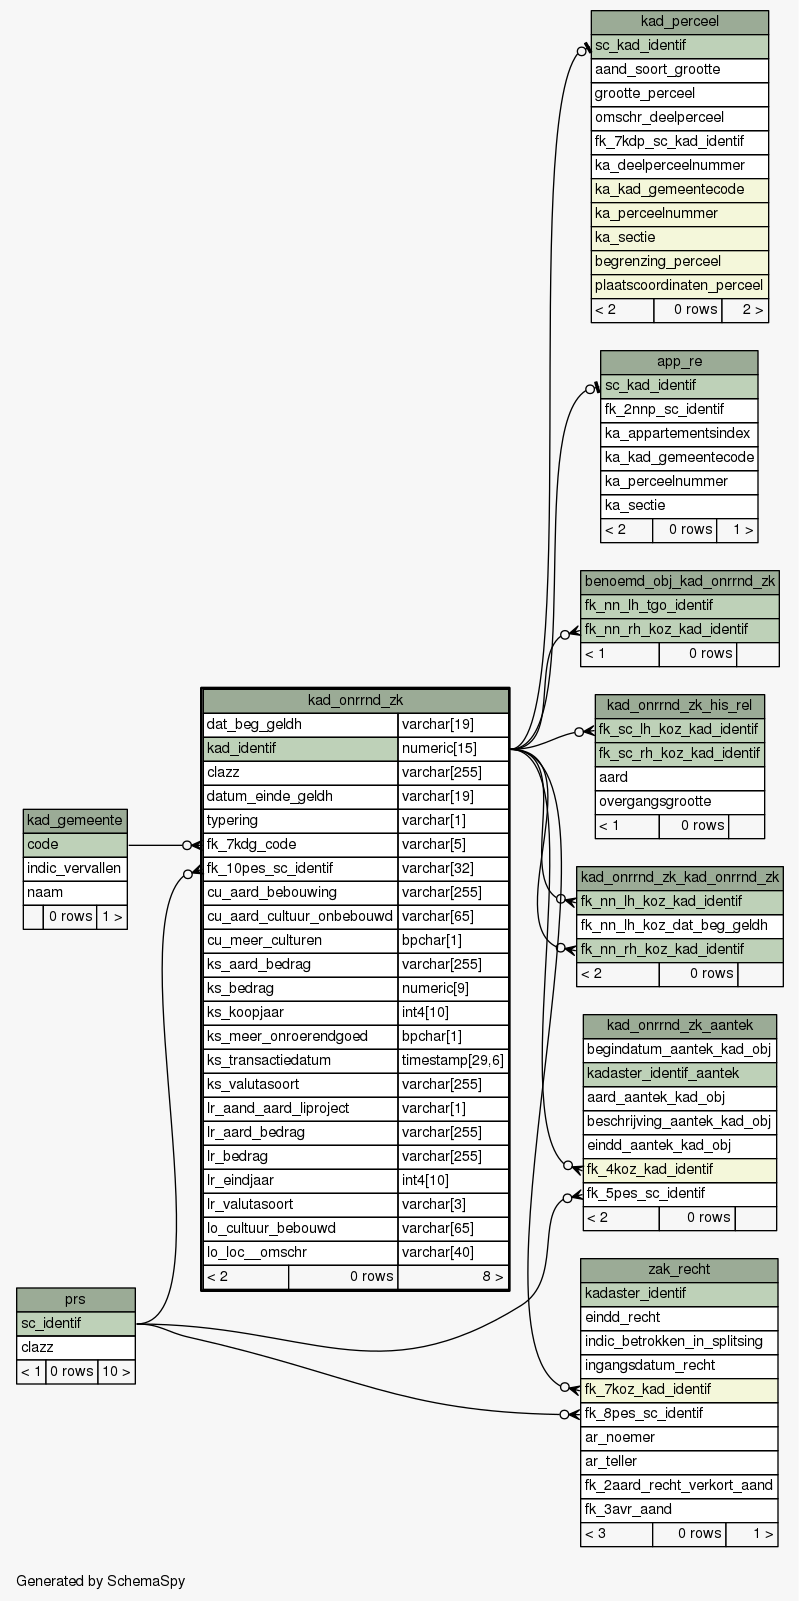 kad_perceel
sc_kad_identif
aand_soort_grootte
grootte_perceel
omschr_deelperceel
fk_7kdp_sc_kad_identif
ka_deelperceelnummer
ka_kad_gemeentecode
ka_perceelnummer
ka_sectie
begrenzing_perceel
plaatscoordinaten_perceel
< 2 0 rows 2 >
app_re
sc_kad_identif
fk_2nnp_sc_identif
ka_appartementsindex
ka_kad_gemeentecode
ka_perceelnummer
ka_sectie
< 2 0 rows 1 >
benoemd_obj_kad_onrrnd_zk
fk_nn_lh_tgo_identif
fk_nn_rh_koz_kad_identif
< 1 0 rows
kad_onrrnd_zk_his_rel
fk_sc_lh_koz_kad_identif
fk_sc_rh_koz_kad_identif
aard
overgangsgrootte
< 1 0 rows
kad_onrrnd_zk
dat_beg_geldh varchar[19]
kad_identif numeric[15]
clazz varchar[255]
datum_einde_geldh varchar[19]
typering varchar[1]
fk_7kdg_code varchar[5]
fk_10pes_sc_identif varchar[32]
cu_aard_bebouwing varchar[255]
cu_aard_cultuur_onbebouwd varchar[65]
cu_meer_culturen bpchar[1]
ks_aard_bedrag varchar[255]
ks_bedrag numeric[9]
ks_koopjaar int4[10]
ks_meer_onroerendgoed bpchar[1]
ks_transactiedatum timestamp[29,6]
ks_valutasoort varchar[255]
lr_aand_aard_liproject varchar[1]
lr_aard_bedrag varchar[255]
lr_bedrag varchar[255]
lr_eindjaar int4[10]
lr_valutasoort varchar[3]
lo_cultuur_bebouwd varchar[65]
lo_loc__omschr varchar[40]
< 2 0 rows 8 >
kad_gemeente
code
indic_vervallen
naam
0 rows 1 >
kad_onrrnd_zk_kad_onrrnd_zk
fk_nn_lh_koz_kad_identif
fk_nn_lh_koz_dat_beg_geldh
fk_nn_rh_koz_kad_identif
< 2 0 rows
kad_onrrnd_zk_aantek
begindatum_aantek_kad_obj
kadaster_identif_aantek
aard_aantek_kad_obj
beschrijving_aantek_kad_obj
eindd_aantek_kad_obj
fk_4koz_kad_identif
fk_5pes_sc_identif
< 2 0 rows
prs
sc_identif
clazz
< 1 0 rows 10 >
zak_recht
kadaster_identif
eindd_recht
indic_betrokken_in_splitsing
ingangsdatum_recht
fk_7koz_kad_identif
fk_8pes_sc_identif
ar_noemer
ar_teller
fk_2aard_recht_verkort_aand
fk_3avr_aand
< 3 0 rows 1 >
Generated by SchemaSpy